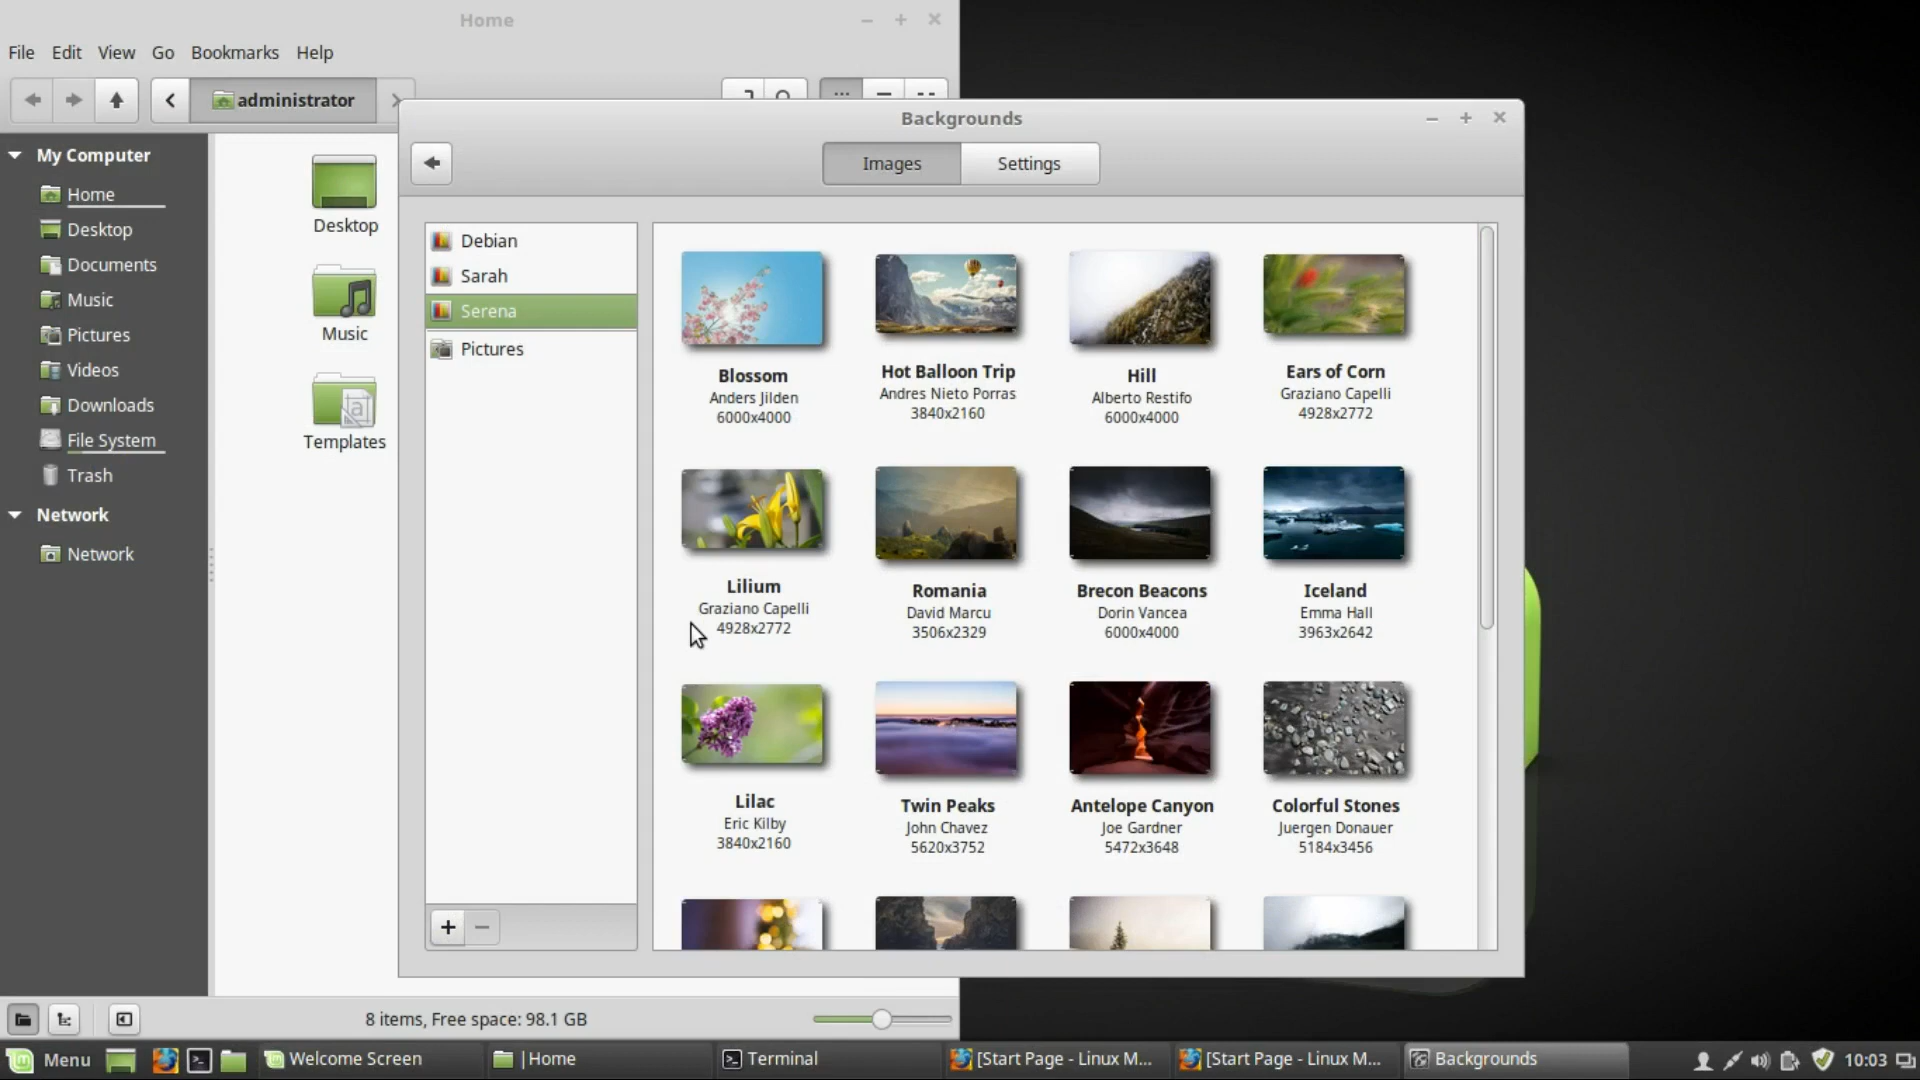 Home
File Edit View Go Bookmarks Help
administrator
My Computer
Home
Desktop
Documents
Music
Pictures
Videos
Downloads
File System
Trash
Network
Network
Desktop
Music
Templates
8 items, Free space: 98.1 GB
Backgrounds
Images Settings
Debian
Sarah
Serena
Pictures
Blossom
Anders Jilden
6000x4000
Hot Balloon Trip
Andres Nieto Porras
3840x2160
Hill
Alberto Restifo
6000x4000
Ears of Corn
Graziano Capelli
4928x2772
Lilium
Graziano Capelli
4928x2772
Romania
David Marcu
3506x2329
Brecon Beacons
Dorin Vancea
6000x4000
Iceland
Emma Hall
3963x2642
Lilac
Eric Kilby
3840x2160
Twin Peaks
John Chavez
5620x3752
Antelope Canyon
Joe Gardner
5472x3648
Colorful Stones
Juergen Donauer
5184x3456
Menu Welcome Screen |Home Terminal [Start Page - Linux M... [Start Page - Linux M... Backgrounds 10:03